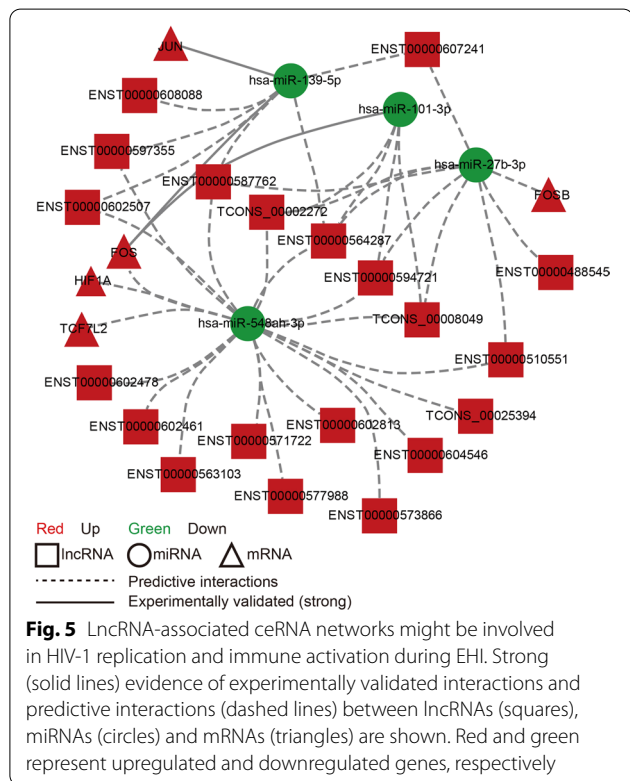 JUN
ENST00000607241
hsa-miR-139-5p
ENST00000608088
hsa-miR-101-3p
ENST00000597355
hsa-miR-27b-3p
ENST00000587762
FOSB
ENST00000602507
TCONS_00002272
ENST00000564287
FOS
ENST00000594721
ENST00000488545
HIF1A
hsa-miR-548ah-3p
TCONS_00008049
TCF7L2
ENST00000510551
ENST00000602478
TCONS_00025394
ENST00000602461
ENST00000602813
ENST00000571722
ENST00000604546
ENST00000563103
ENST00000577988
ENST00000573866
Red Up Green Down
lncRNA miRNA mRNA
Predictive interactions
Experimentally validated (strong)
Fig. 5 LncRNA-associated ceRNA networks might be involved
in HIV-1 replication and immune activation during EHI. Strong
(solid lines) evidence of experimentally validated interactions and
predictive interactions (dashed lines) between lncRNAs (squares),
miRNAs (circles) and mRNAs (triangles) are shown. Red and green
represent upregulated and downregulated genes, respectively